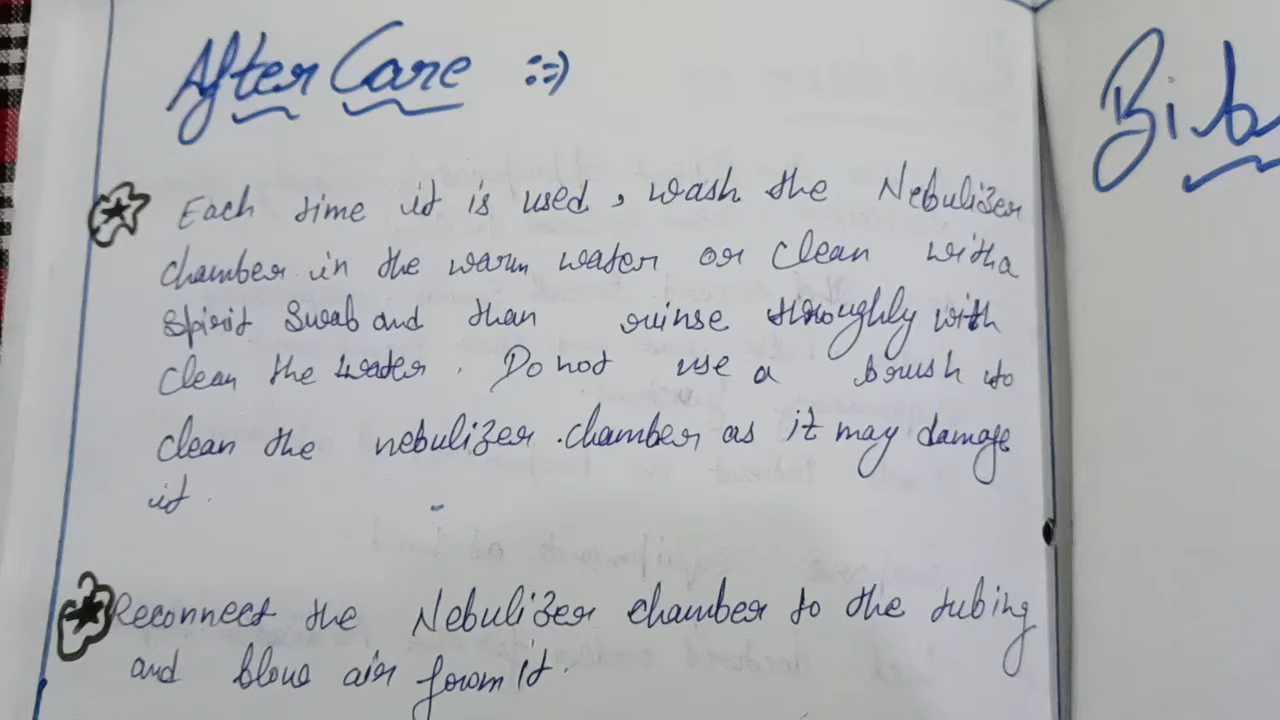 After Care :⇒
Each time it is used, wash the Nebulizer
chamber in the warm water or clean with a
spirit Swab and than rinse throughly with
clean the water. Do not use a brush to
clean the nebulizer chamber as it may damage
it.
Reconnect the Nebulizer chamber to the tubing
and blow air form it.